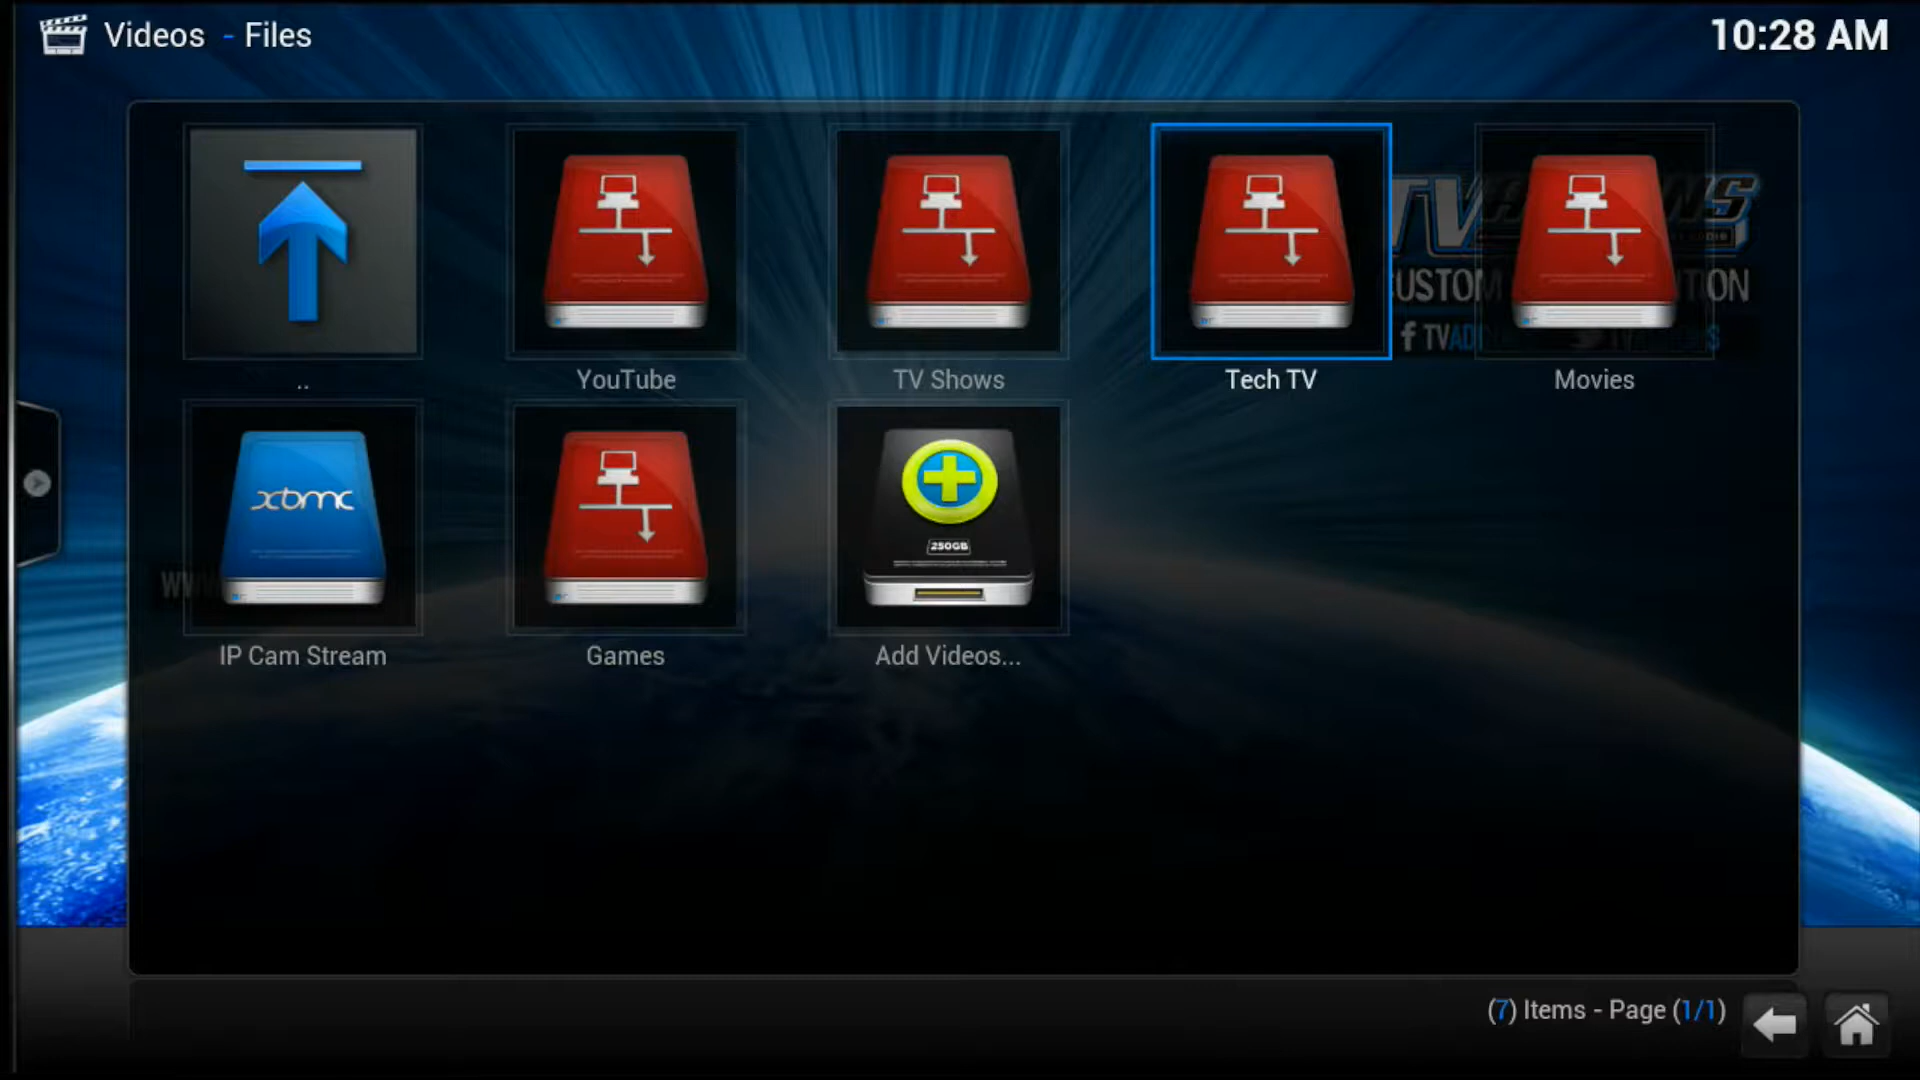 Videos - Files
10:28 AM
..
YouTube
TV Shows
Tech TV
Movies
xbmc
250GB
IP Cam Stream
Games
Add Videos...
(7) Items - Page (1/1)